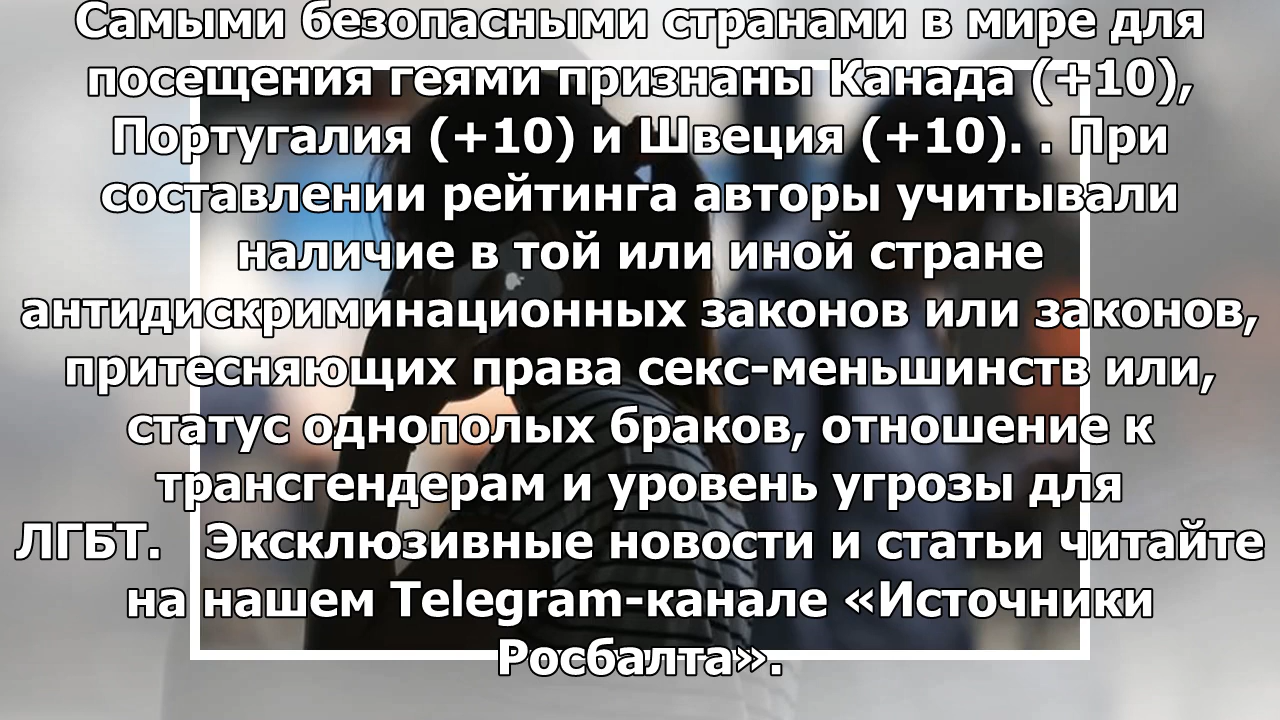 Самыми безопасными странами в мире для
посещения геями признаны Канада (+10),
Португалия (+10) и Швеция (+10). . При
составлении рейтинга авторы учитывали
наличие в той или иной стране
антидискриминационных законов или законов,
притесняющих права секс-меньшинств или,
статус однополых браков, отношение к
трансгендерам и уровень угрозы для
ЛГБТ.   Эксклюзивные новости и статьи читайте
на нашем Telegram-канале «Источники
Росбалта».